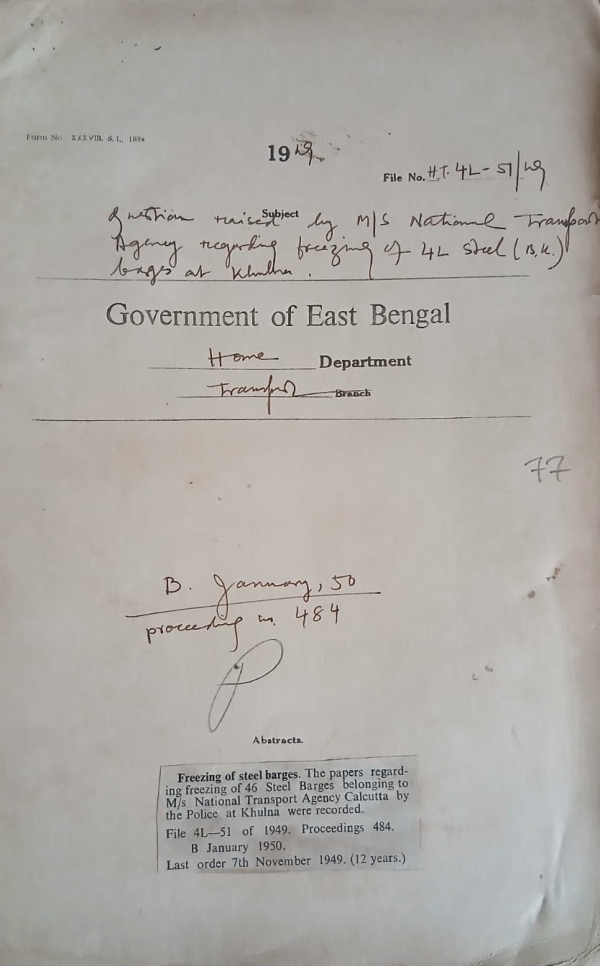 Form No. XXXVIII. S. L., 1924
1949.
File No. H.T. 4L-51/49
Subject
Question raised by M/S National Transport
Agency regarding freezing of 4L steel (B.K.)
barges at Khulna.
Government of East Bengal
Home Department
Transport Branch
77
B. January, 50
proceeding no. 484
Abstracts.
Freezing of steel barges. The papers regard-
ing freezing of 46 Steel Barges belonging to
M/s National Transport Agency Calcutta by
the Police at Khulna were recorded.
File 4L—51 of 1949. Proceedings 484.
B January 1950.
Last order 7th November 1949. (12 years.)